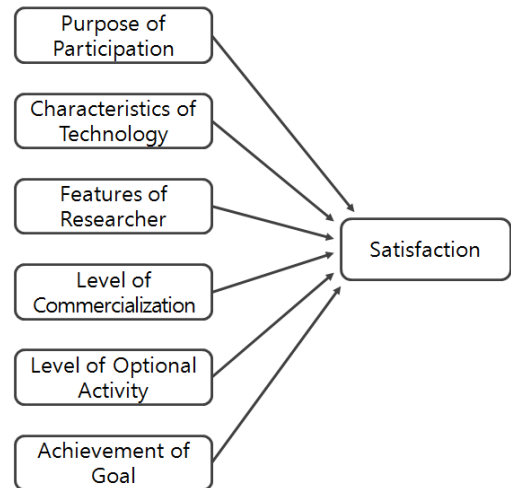 Purpose of
Participation
Characteristics of
Technology
Features of
Researcher
Satisfaction
Level of
Commercialization
Level of Optional
Activity
Achievement of
Goal